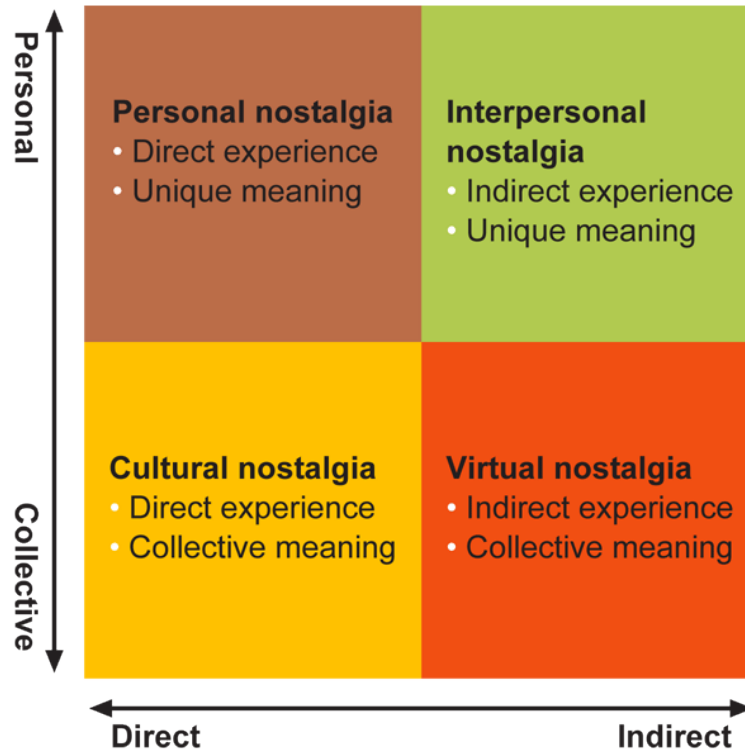 Personal
Personal nostalgia
• Direct experience
• Unique meaning
Interpersonal
nostalgia
• Indirect experience
• Unique meaning
Collective
Cultural nostalgia
• Direct experience
• Collective meaning
Virtual nostalgia
• Indirect experience
• Collective meaning
Direct
Indirect